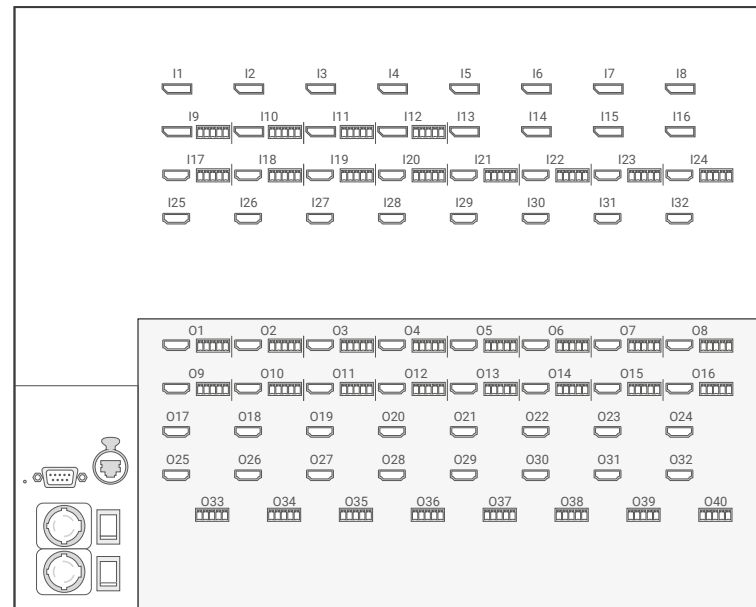 I1 I2 I3 I4 I5 I6 I7 I8
I9 I10 I11 I12 I13 I14 I15 I16
I17 I18 I19 I20 I21 I22 I23 I24
I25 I26 I27 I28 I29 I30 I31 I32
O1 O2 O3 O4 O5 O6 O7 O8
O9 O10 O11 O12 O13 O14 O15 O16
O17 O18 O19 O20 O21 O22 O23 O24
O25 O26 O27 O28 O29 O30 O31 O32
O33 O34 O35 O36 O37 O38 O39 O40